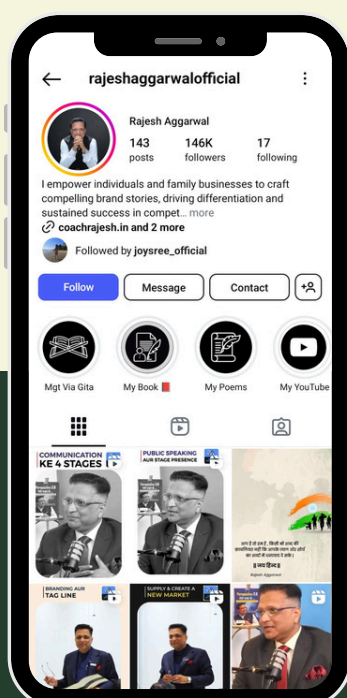 rajeshaggarwalofficial
Rajesh Aggarwal
143 146K 17
posts followers following
I empower individuals and family businesses to craft
compelling brand stories, driving differentiation and
sustained success in compet... more
coachrajesh.in and 2 more
Followed by joysree_official
Follow Message Contact
Mgt Via Gita My Book My Poems My YouTube
COMMUNICATION
KE 4 STAGES
PUBLIC SPEAKING
AUR STAGE PRESENCE
|| जय हिन्द ||
Rajesh Aggarwal
BRANDING AUR
TAG LINE
SUPPLY & CREATE A
NEW MARKET